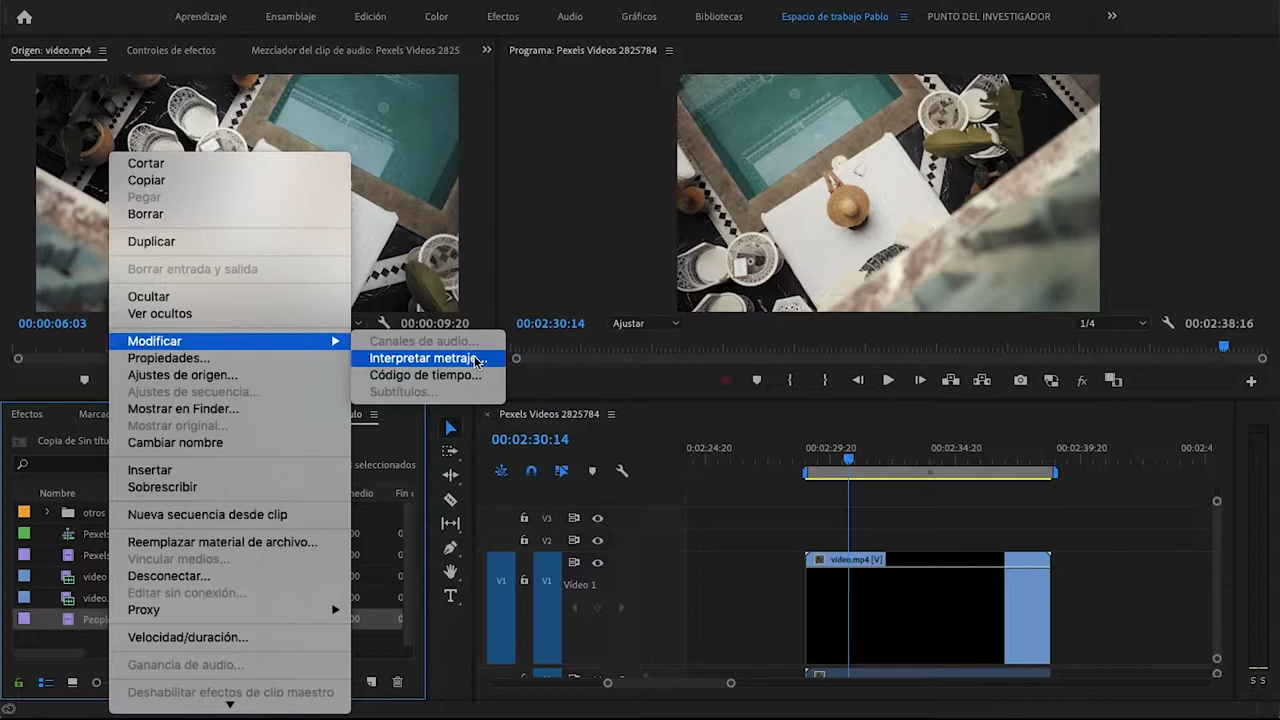 Aprendizaje Ensamblaje Edición Color Efectos Audio Gráficos Bibliotecas Espacio de trabajo Pablo PUNTO DEL INVESTIGADOR
Origen: video.mp4 Controles de efectos Mezclador del clip de audio: Pexels Videos 2825
Programa: Pexels Videos 2825784
Cortar
Copiar
Pegar
Borrar
Duplicar
Borrar entrada y salida
Ocultar
Ver ocultos
Modificar
Propiedades...
Ajustes de origen...
Ajustes de secuencia...
Mostrar en Finder...
Mostrar original...
Cambiar nombre
Insertar
Sobrescribir
Nueva secuencia desde clip
Reemplazar material de archivo...
Vincular medios...
Desconectar...
Editar sin conexión...
Proxy
Velocidad/duración...
Ganancia de audio...
Deshabilitar efectos de clip maestro
Canales de audio...
Interpretar metraje...
Código de tiempo...
Subtítulos...
00:00:06:03 00:00:09:20
00:02:30:14 Ajustar 1/4 00:02:38:16
Efectos
Copia de Sin
seleccionados
Nombre
Fin
otros
Pexels
video
video.
Peopl
Pexels Videos 2825784
00:02:30:14
0:02:24:20 00:02:29:20 00:02:34:20 00:02:39:20 00:02:4
V3
V2
V1 V1 Vídeo 1
video.mp4 [V]
S S